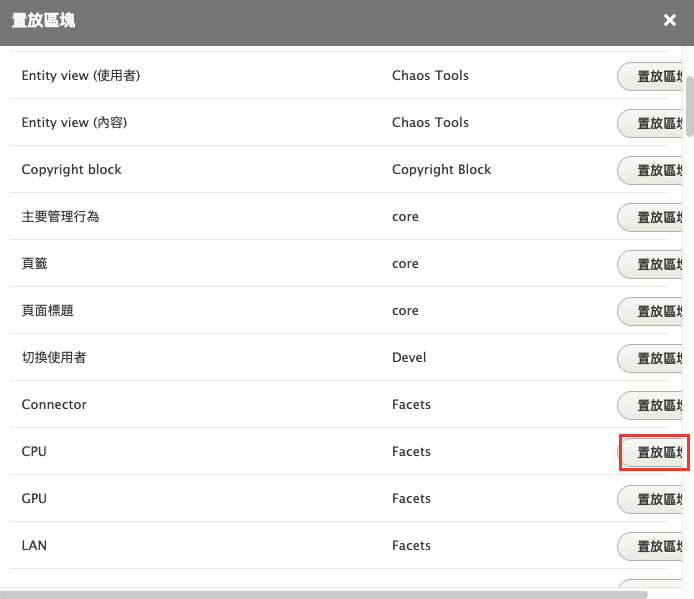 置放區塊
Entity view (使用者) Chaos Tools 置放區塊
Entity view (內容) Chaos Tools 置放區塊
Copyright block Copyright Block 置放區塊
主要管理行為 core 置放區塊
頁籤 core 置放區塊
頁面標題 core 置放區塊
切換使用者 Devel 置放區塊
Connector Facets 置放區塊
CPU Facets 置放區塊
GPU Facets 置放區塊
LAN Facets 置放區塊